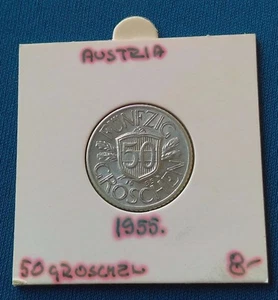 AUSTRIA
FÜNFZIG
50
GROSCHEN
1955.
50 GROSCHEN
8-